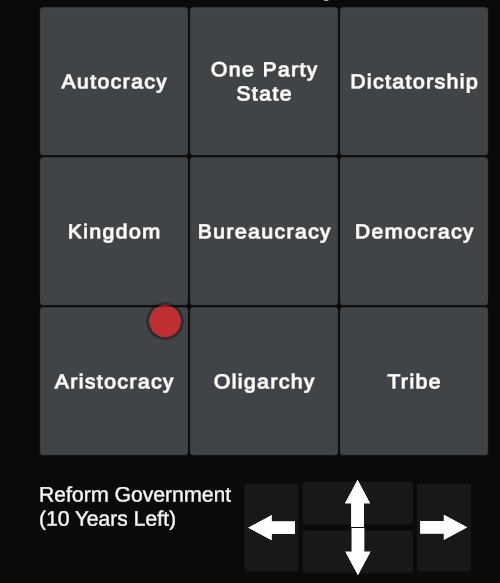 Autocracy
One Party
State
Dictatorship
Kingdom
Bureaucracy
Democracy
Aristocracy
Oligarchy
Tribe
Reform Government
(10 Years Left)